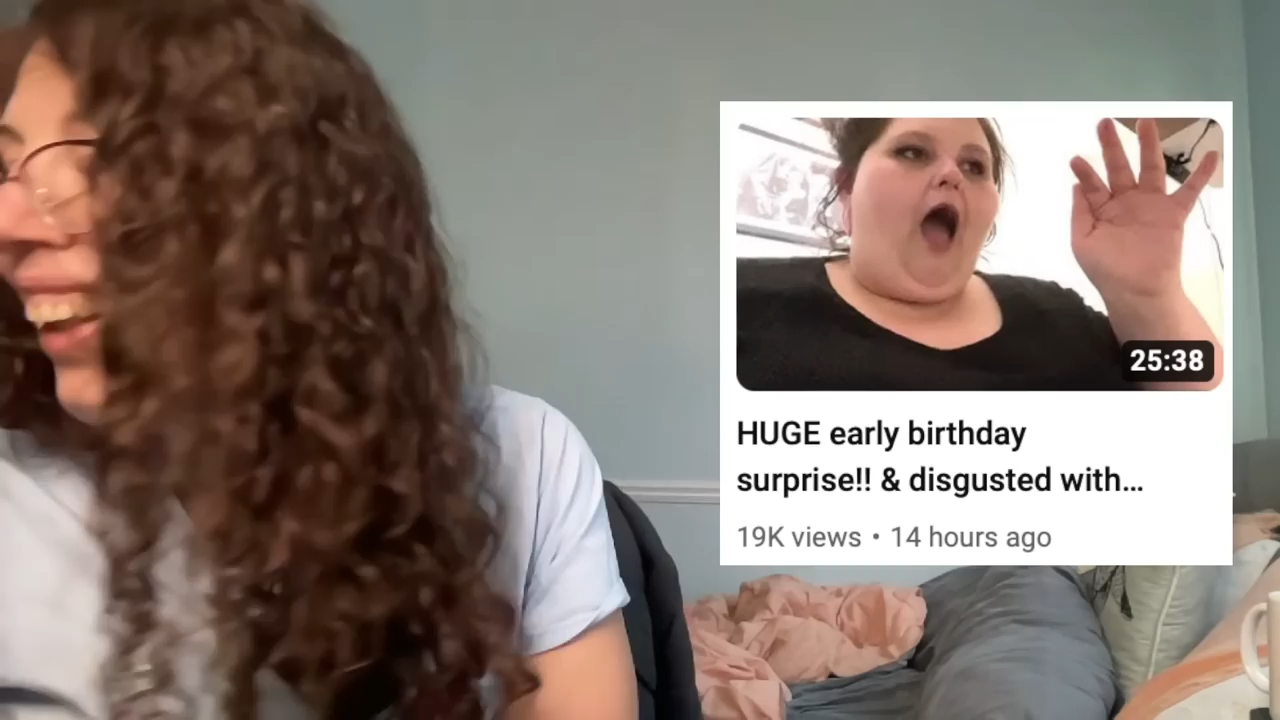 25:38
HUGE early birthday
surprise!! & disgusted with…
19K views • 14 hours ago